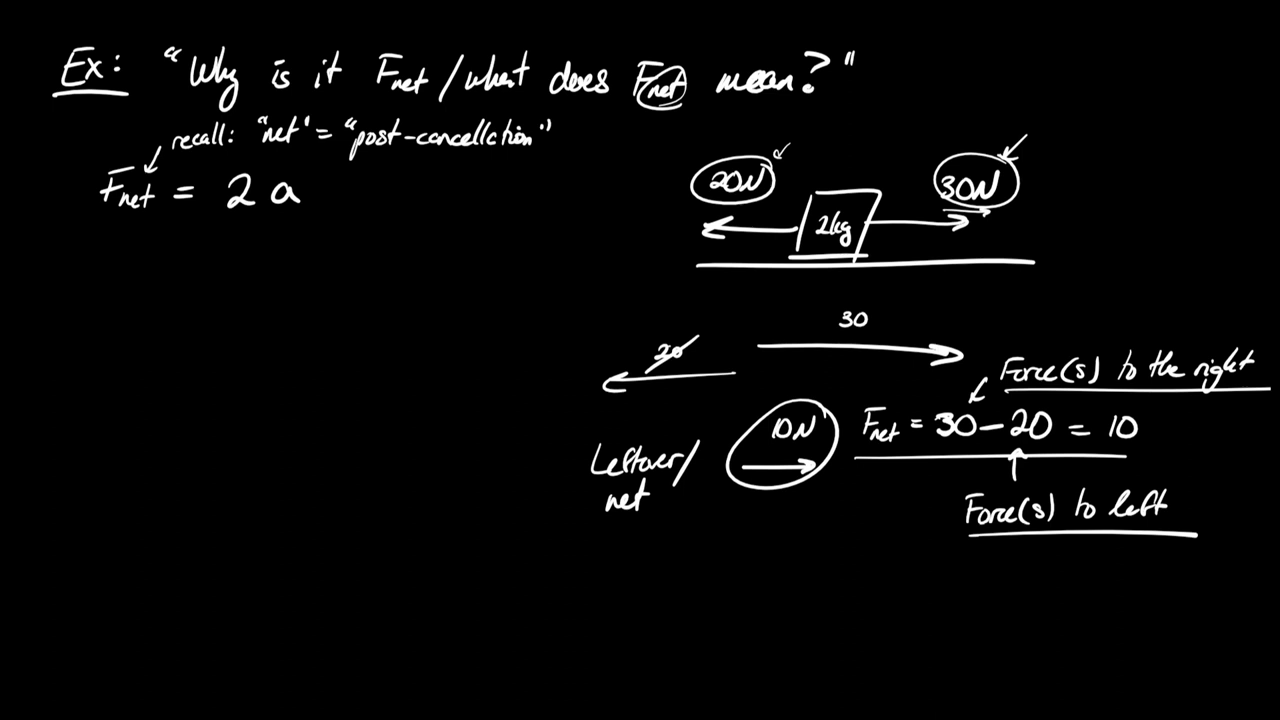 Ex: "Why is it Fnet/what does Fnet mean?"
recall: "net" = "post-cancellation"
Fnet = 2 a
20N
30N
2kg
30
20
Force(s) to the right
10N
Fnet = 30 - 20 = 10
Leftover/
net
Force(s) to left